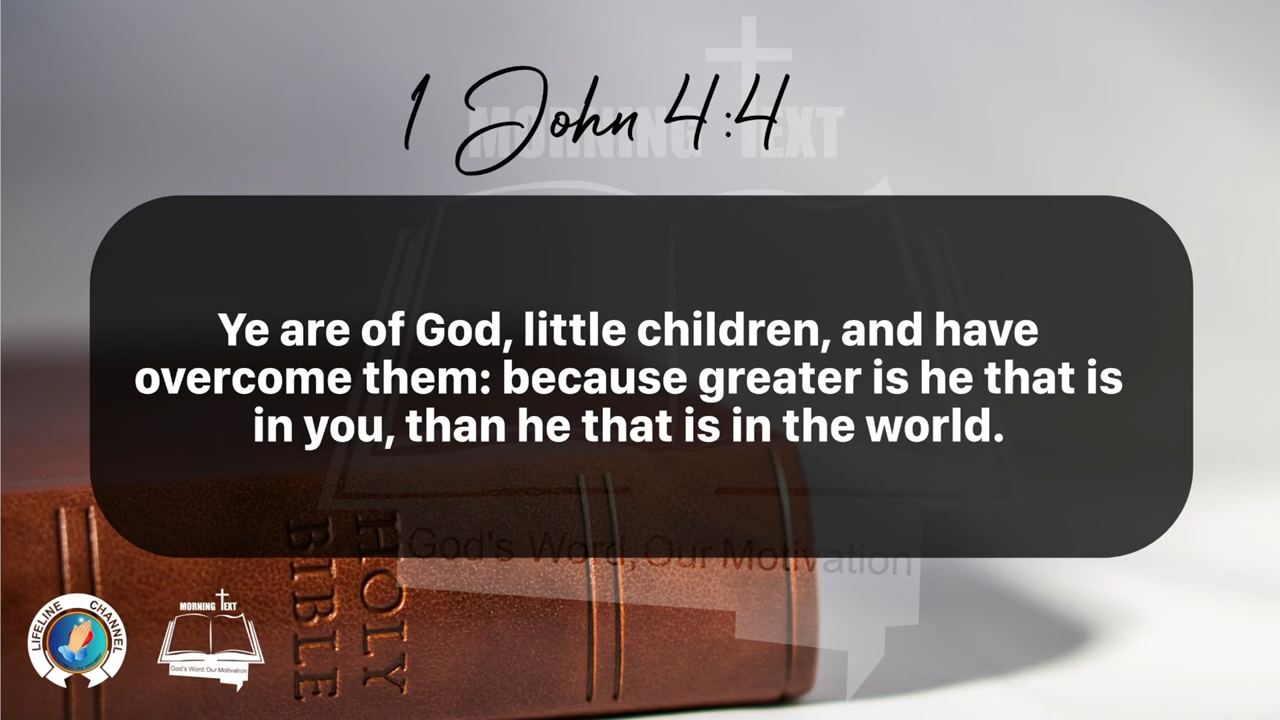 1 John 4:4
MORNING TEXT
Ye are of God, little children, and have
overcome them: because greater is he that is
in you, than he that is in the world.
God's Word, Our Motivation
HOLY
BIBLE
LIFELINE CHANNEL
MORNING TEXT
God's Word, Our Motivation